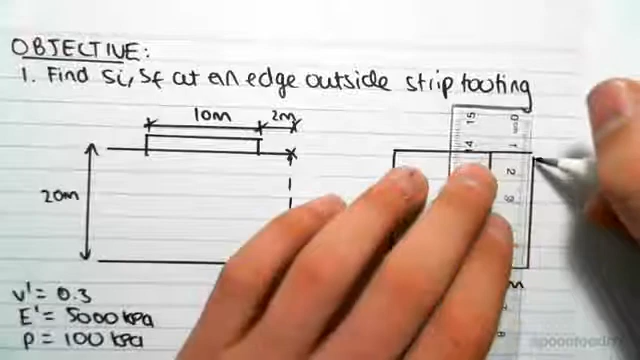 OBJECTIVE:
1. Find Si, Sf at an edge outside strip footing
10m
2m
20m
v' = 0.3
E' = 5000 kPa
p = 100 kPa